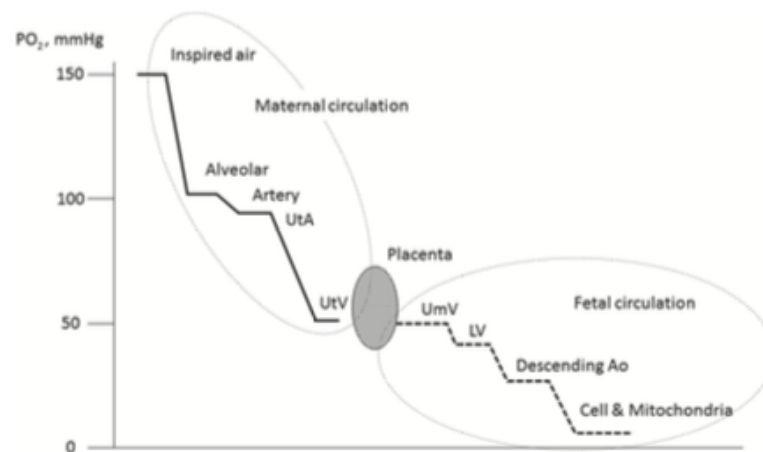 PO2, mmHg
Inspired air
150
Maternal circulation
Alveolar
100
Artery
UtA
Placenta
UtV
UmV
Fetal circulation
50
LV
Descending Ao
Cell & Mitochondria
0